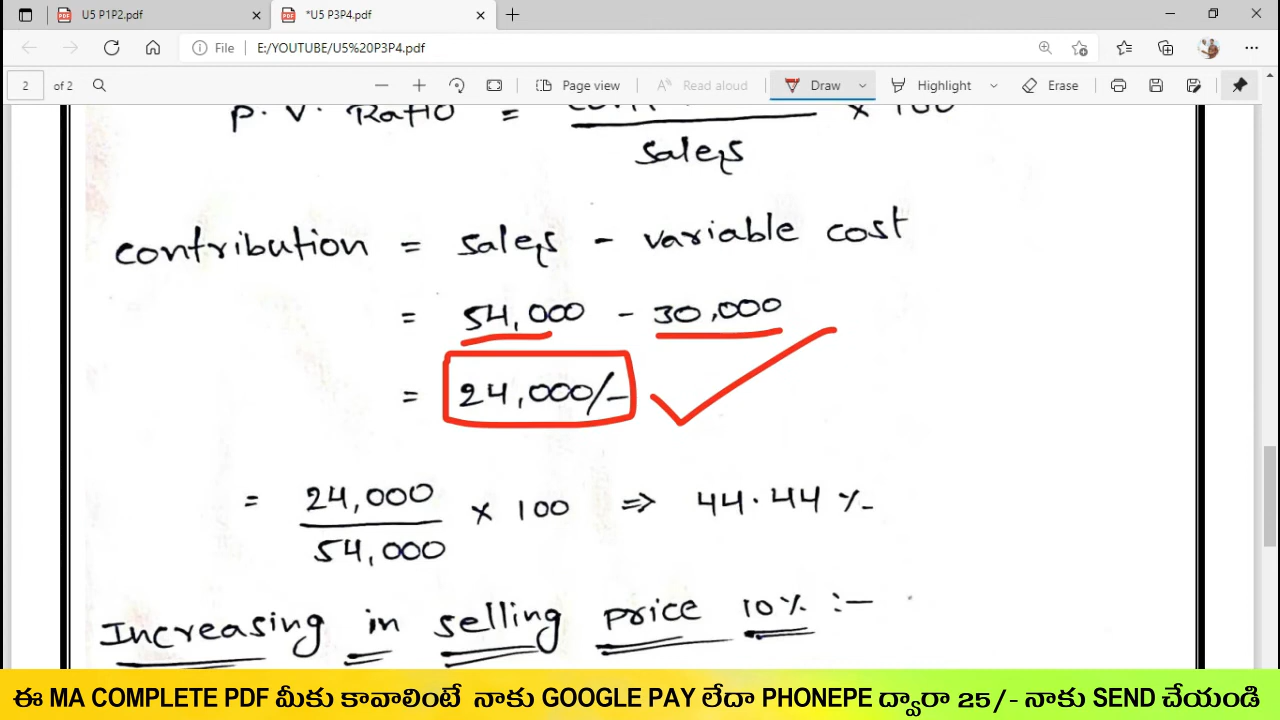 U5 P1P2.pdf
*U5 P3P4.pdf
File E:/YOUTUBE/U5%20P3P4.pdf
2 of 2 Page view Read aloud Draw Highlight Erase
P. V. Ratio = × 100
sales
contribution = sales - variable cost
= 54,000 - 30,000
= 24,000/-
= 24,000 × 100 ⇒ 44.44 %
54,000
Increasing in selling price 10% :-
ఈ MA COMPLETE PDF మీకు కావాలింటే నాకు GOOGLE PAY లేదా PHONEPE ద్వారా 25/- నాకు SEND చేయండి